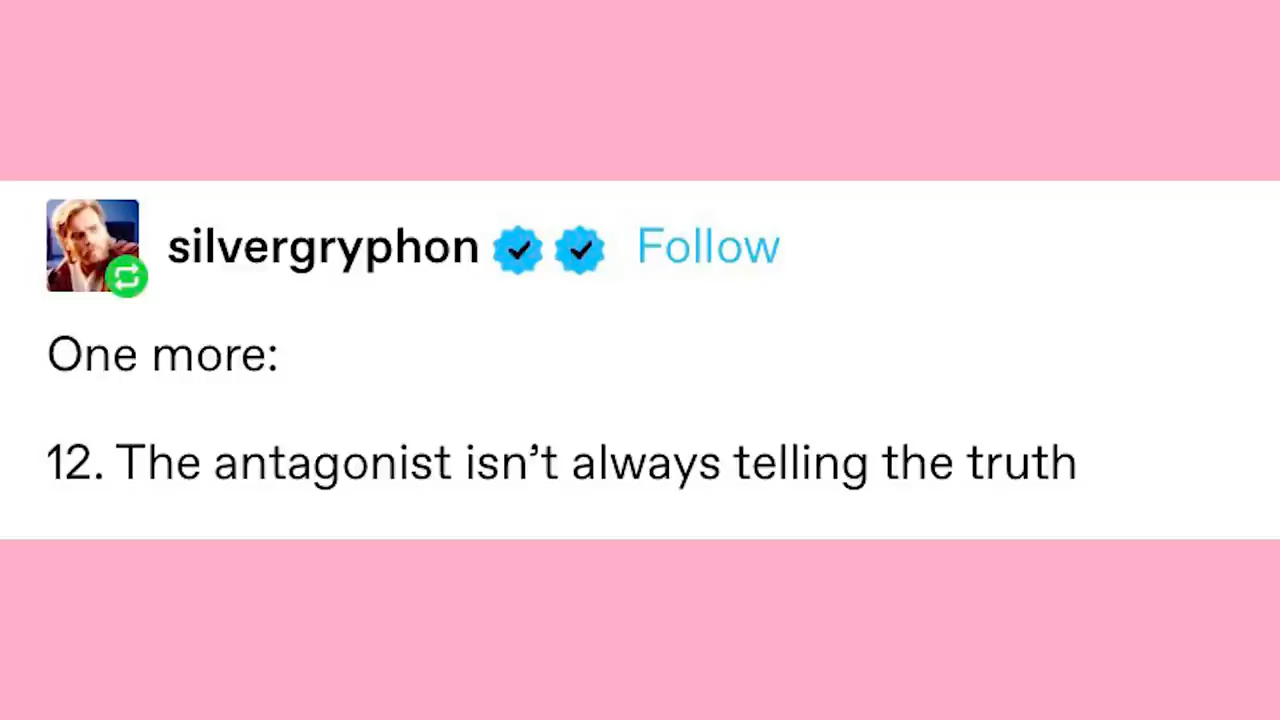 silvergryphon Follow
One more:
12. The antagonist isn’t always telling the truth